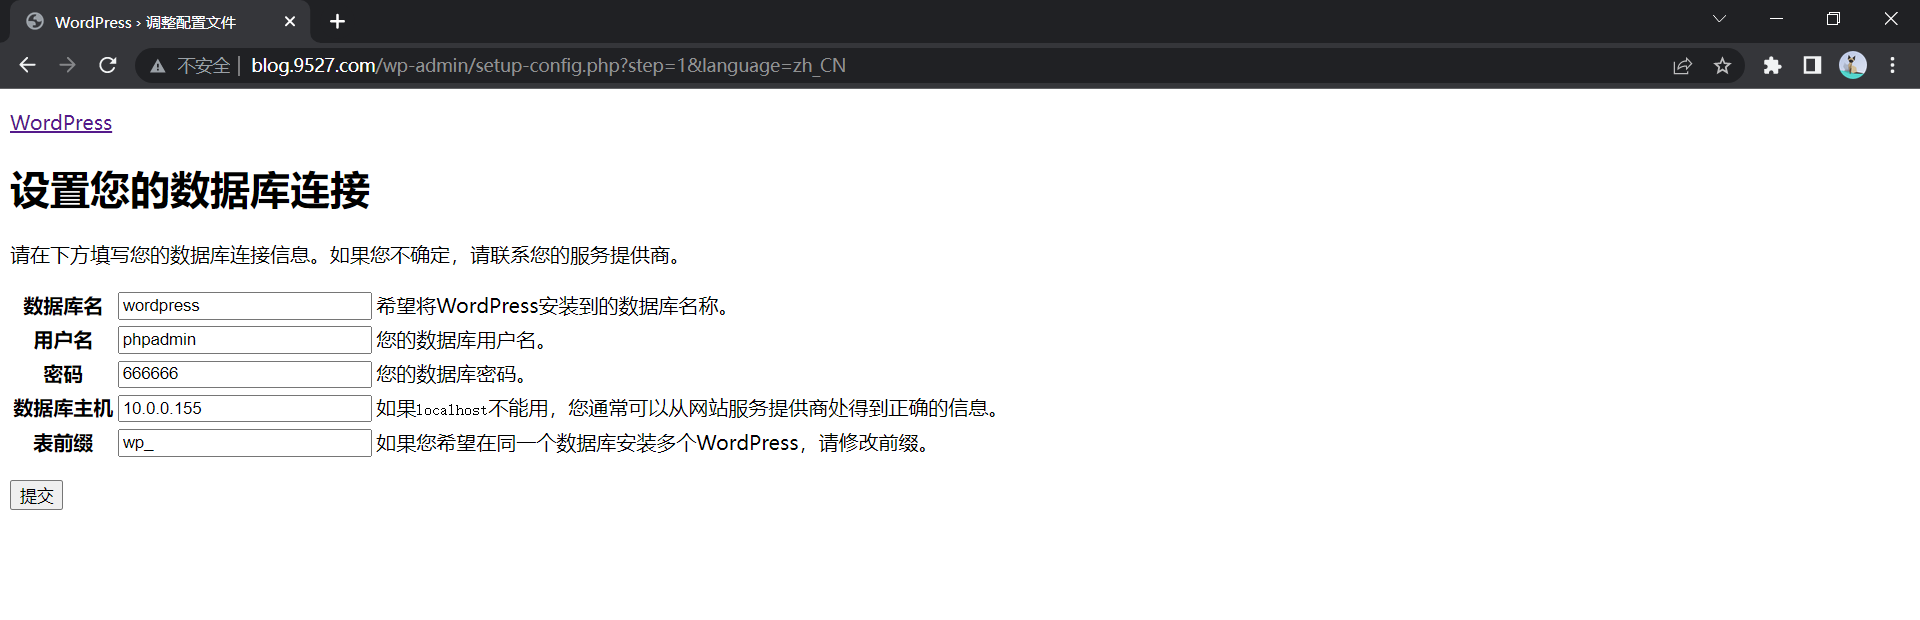 WordPress › 调整配置文件
不安全 | blog.9527.com/wp-admin/setup-config.php?step=1&language=zh_CN
WordPress
设置您的数据库连接
请在下方填写您的数据库连接信息。如果您不确定，请联系您的服务提供商。
数据库名 wordpress 希望将WordPress安装到的数据库名称。
用户名 phpadmin 您的数据库用户名。
密码 666666 您的数据库密码。
数据库主机 10.0.0.155 如果localhost不能用，您通常可以从网站服务提供商处得到正确的信息。
表前缀 wp_ 如果您希望在同一个数据库安装多个WordPress，请修改前缀。
提交